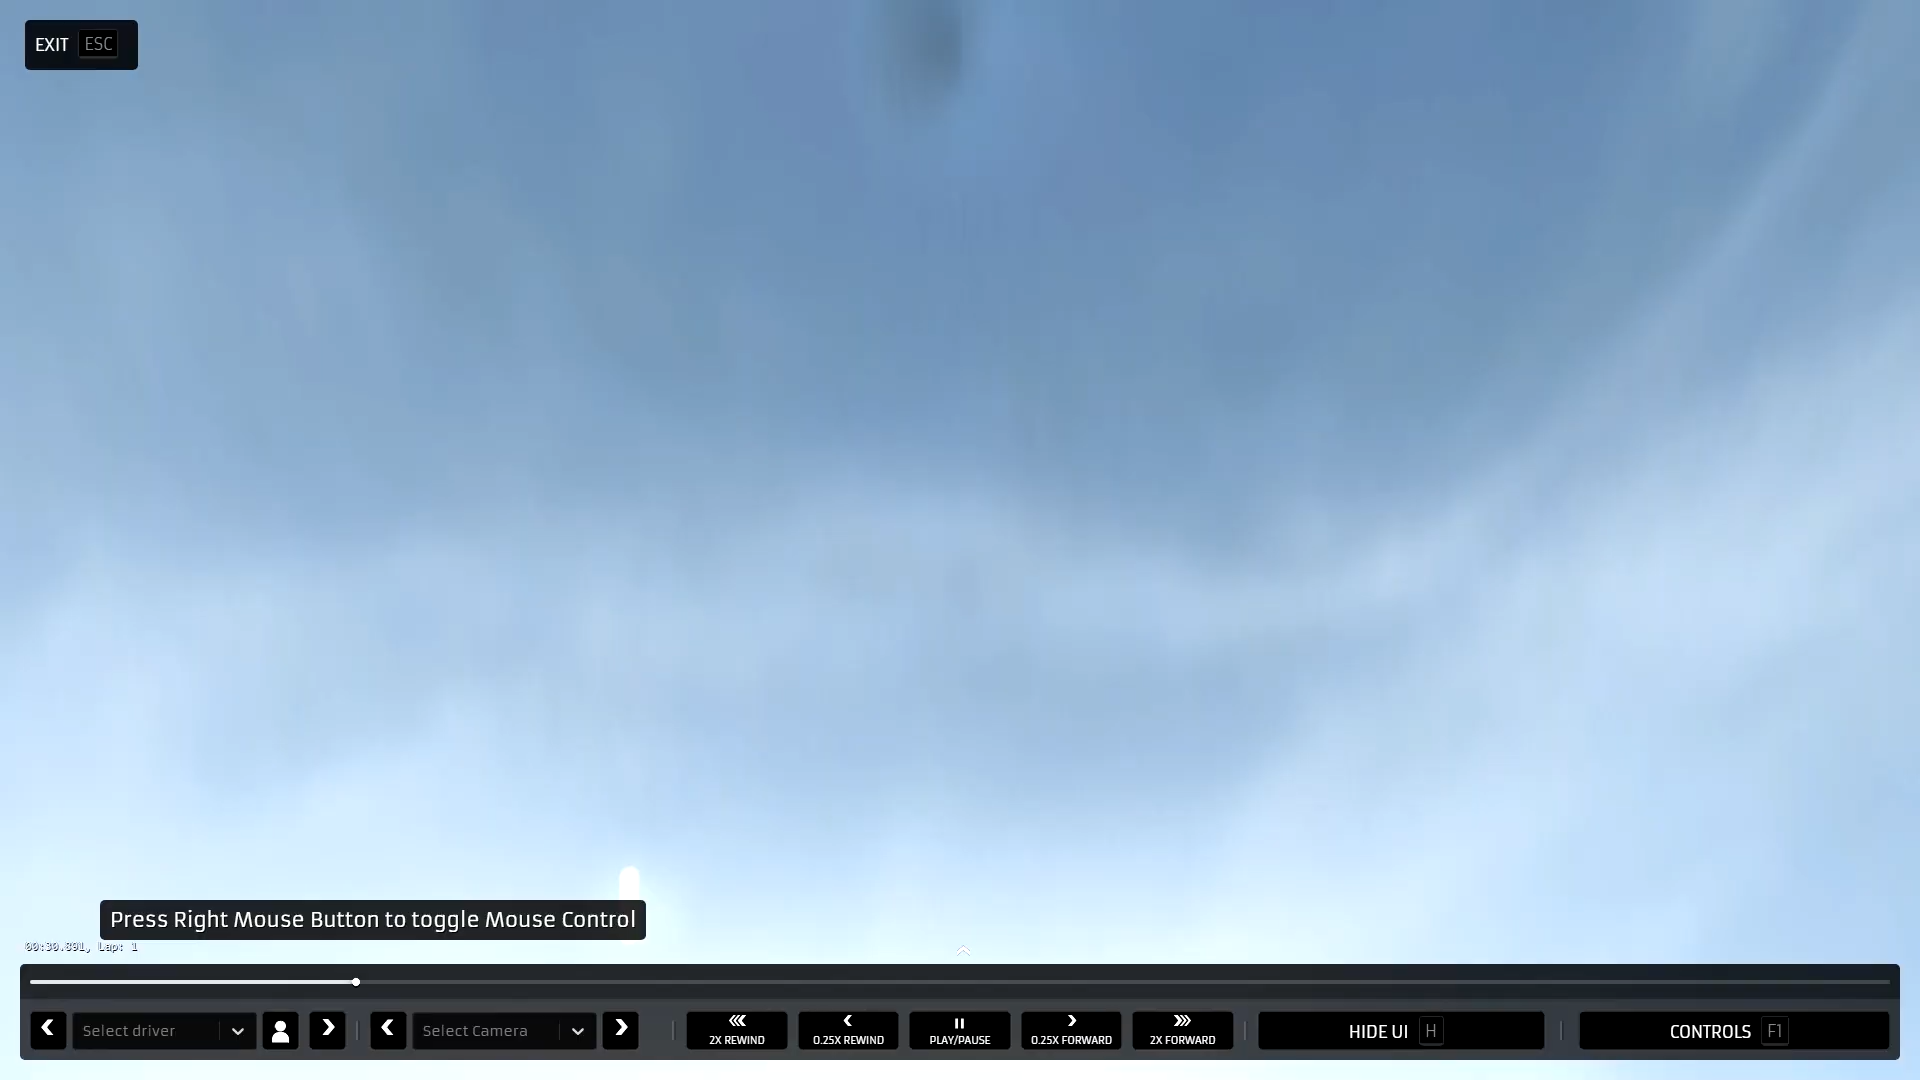 EXIT ESC
Press Right Mouse Button to toggle Mouse Control
00:30.891, Lap: 1
Select driver
Select Camera
2X REWIND
0.25X REWIND
PLAY/PAUSE
0.25X FORWARD
2X FORWARD
HIDE UI H
CONTROLS F1